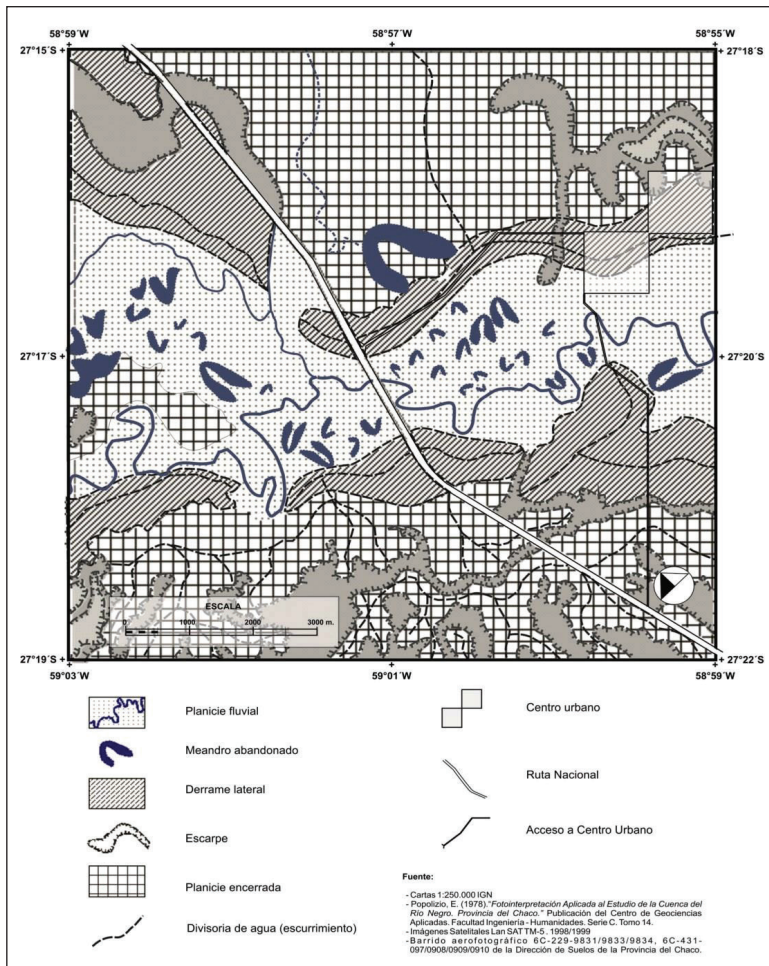 58°59'W
58°57'W
58°55'W
27°15´S
27°18´S
27°17´S
27°20´S
ESCALA
0 1000 2000 3000 m.
27°19´S
27°22´S
59°03'W
59°01'W
58°59'W
Planicie fluvial
Meandro abandonado
Derrame lateral
Escarpe
Planicie encerrada
Divisoria de agua (escurrimiento)
Centro urbano
Ruta Nacional
Acceso a Centro Urbano
Fuente:
- Cartas 1:250.000 IGN
- Popolizio, E. (1978)."Fotointerpretación Aplicada al Estudio de la Cuenca del
Río Negro. Provincia del Chaco." Publicación del Centro de Geociencias
Aplicadas. Facultad Ingeniería - Humanidades. Serie C. Tomo 14.
- Imágenes Satelitales Lan SAT TM-5 . 1998/1999
-Barrido aerofotográfico 6C-229-9831/9833/9834, 6C-431-
097/0908/0909/0910 de la Dirección de Suelos de la Provincia del Chaco.